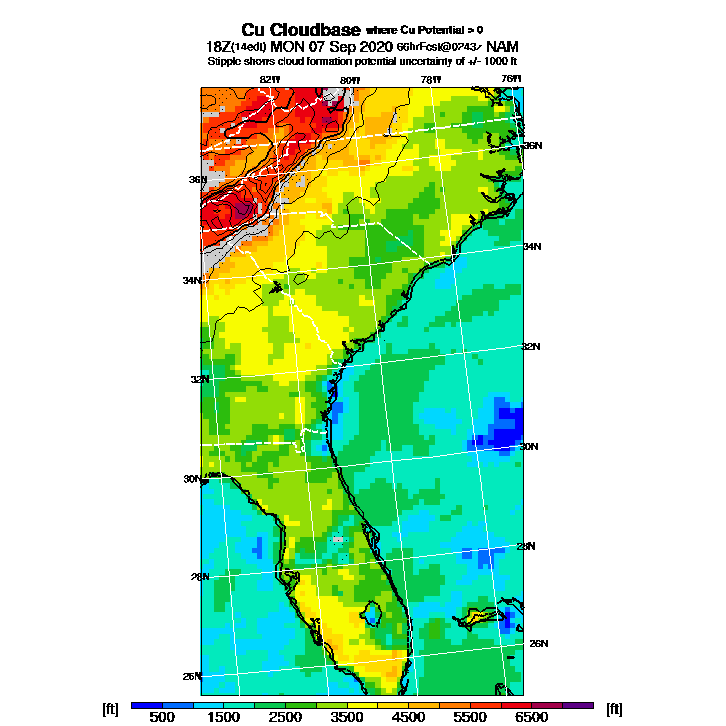 Cu Cloudbase where Cu Potential > 0
18Z(14edt) MON 07 Sep 2020 66hrFcst@0243z NAM
Stipple shows cloud formation potential uncertainty of +/- 1000 ft
82W 80W 78W 76W
36N
36N
34N
34N
32N
32N
30N
30N
28N
28N
26N
26N
[ft] 500 1500 2500 3500 4500 5500 6500 [ft]